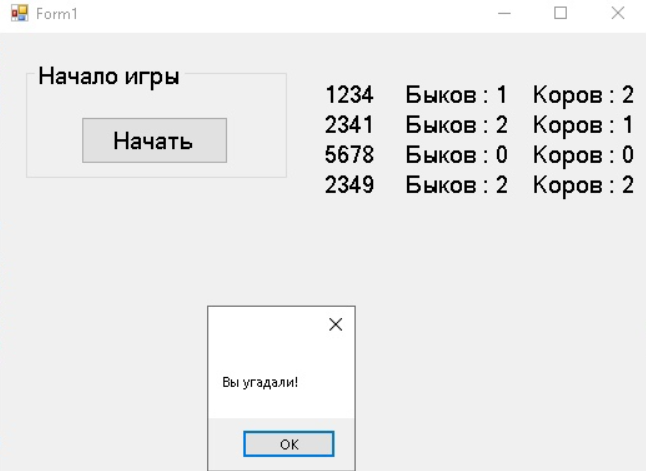 Form1
Начало игры
Начать
1234 Быков : 1 Коров : 2
2341 Быков : 2 Коров : 1
5678 Быков : 0 Коров : 0
2349 Быков : 2 Коров : 2
Вы угадали!
OK